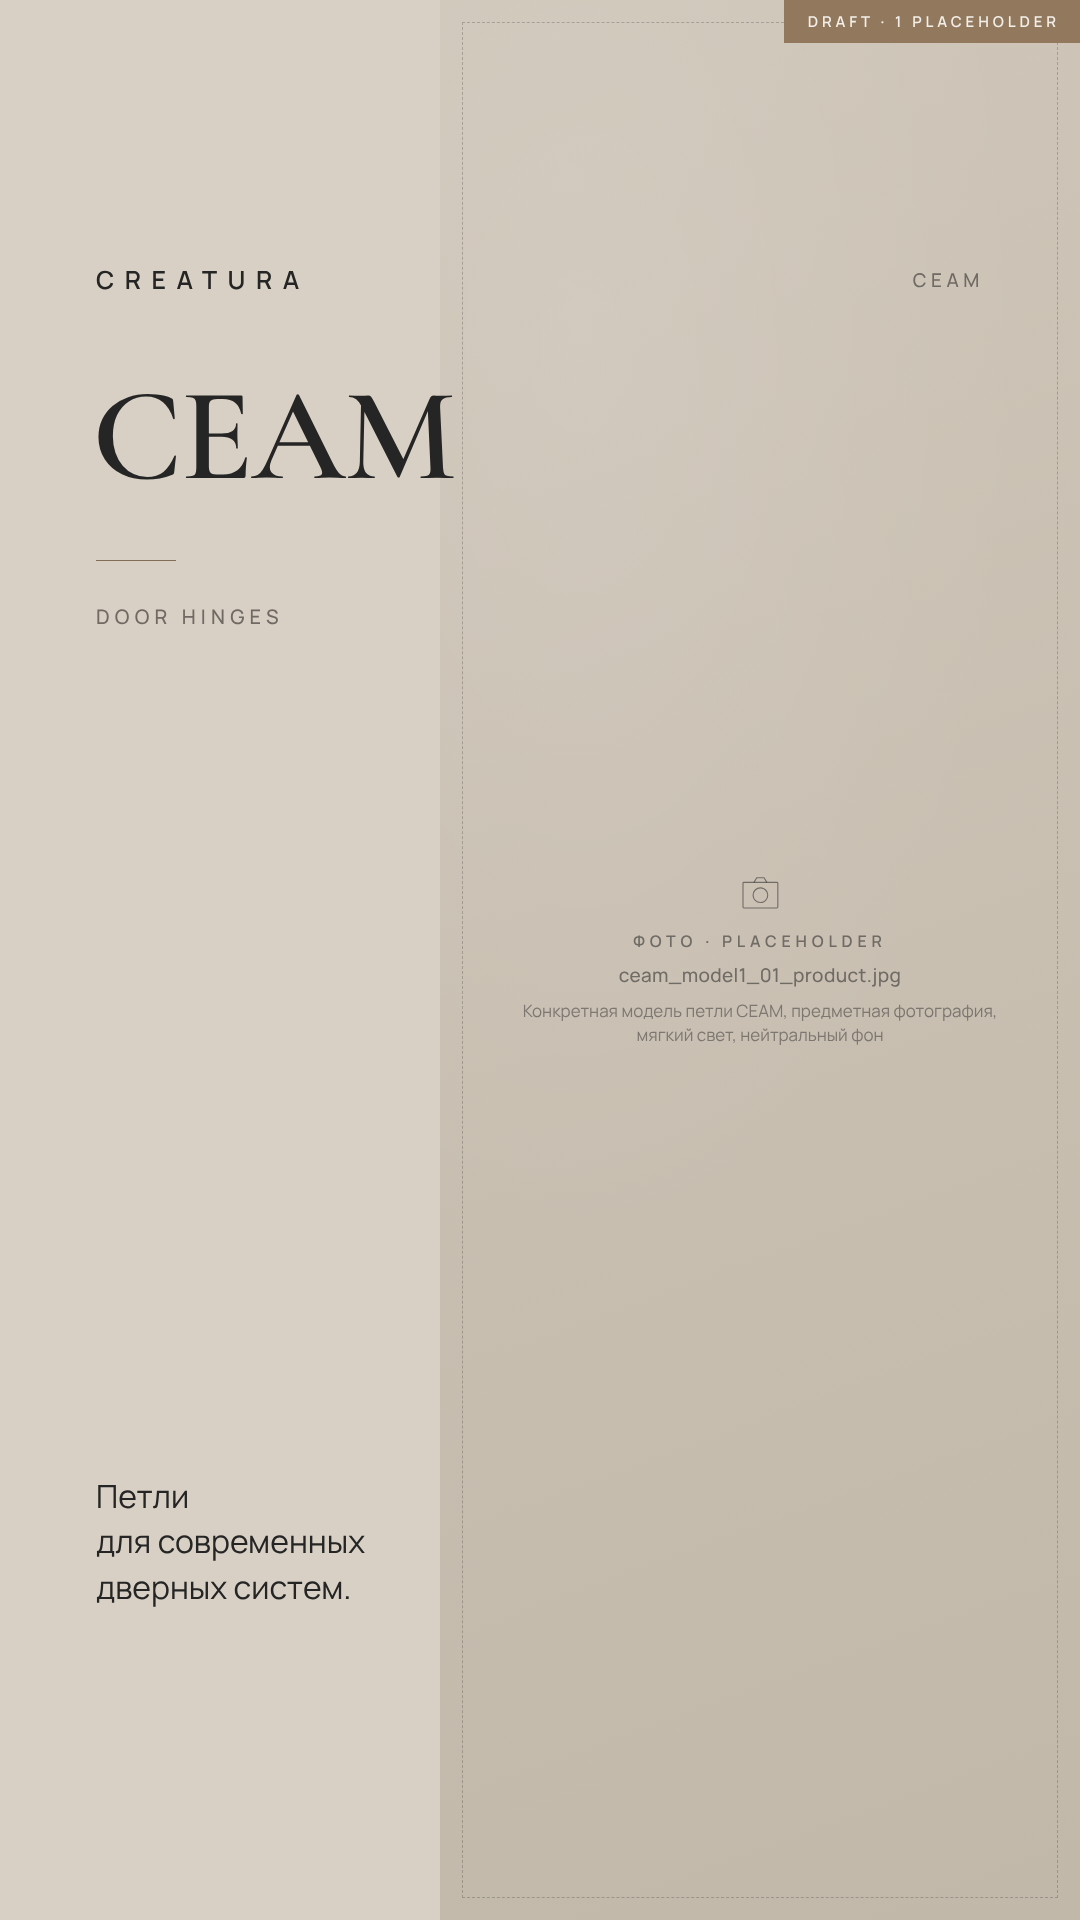 DRAFT · 1 PLACEHOLDER
CREATURA
CEAM
CEAM
DOOR HINGES
ФОТО · PLACEHOLDER
ceam_model1_01_product.jpg
Конкретная модель петли CEAM, предметная фотография,
мягкий свет, нейтральный фон
Петли
для современных
дверных систем.